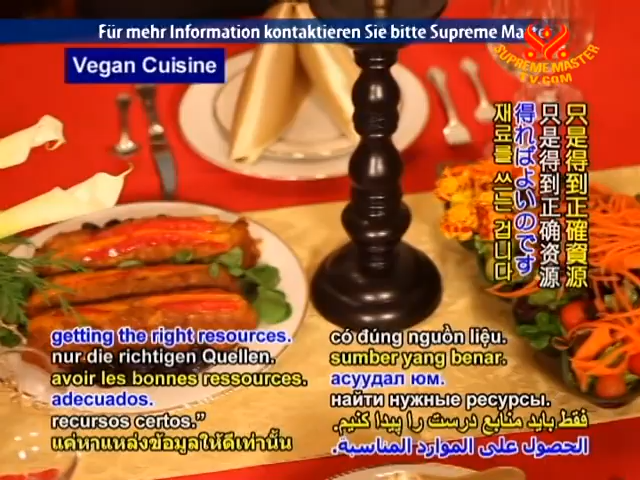 Für mehr Information kontaktieren Sie bitte Supreme Maste
SUPREME MASTER
TV.COM
Vegan Cuisine
只是得到正確資源
只是得到正确资源
得ればよいのです
재료를 쓰는 겁니다
getting the right resources.
nur die richtigen Quellen.
avoir les bonnes ressources.
adecuados.
recursos certos.”
แค่หาแหล่งข้อมูลให้ดีเท่านั้น
có đúng nguồn liệu.
sumber yang benar.
асуудал юм.
найти нужные ресурсы.
فقط باید منابع درست را پیدا کنیم.
الحصول على الموارد المناسبة.